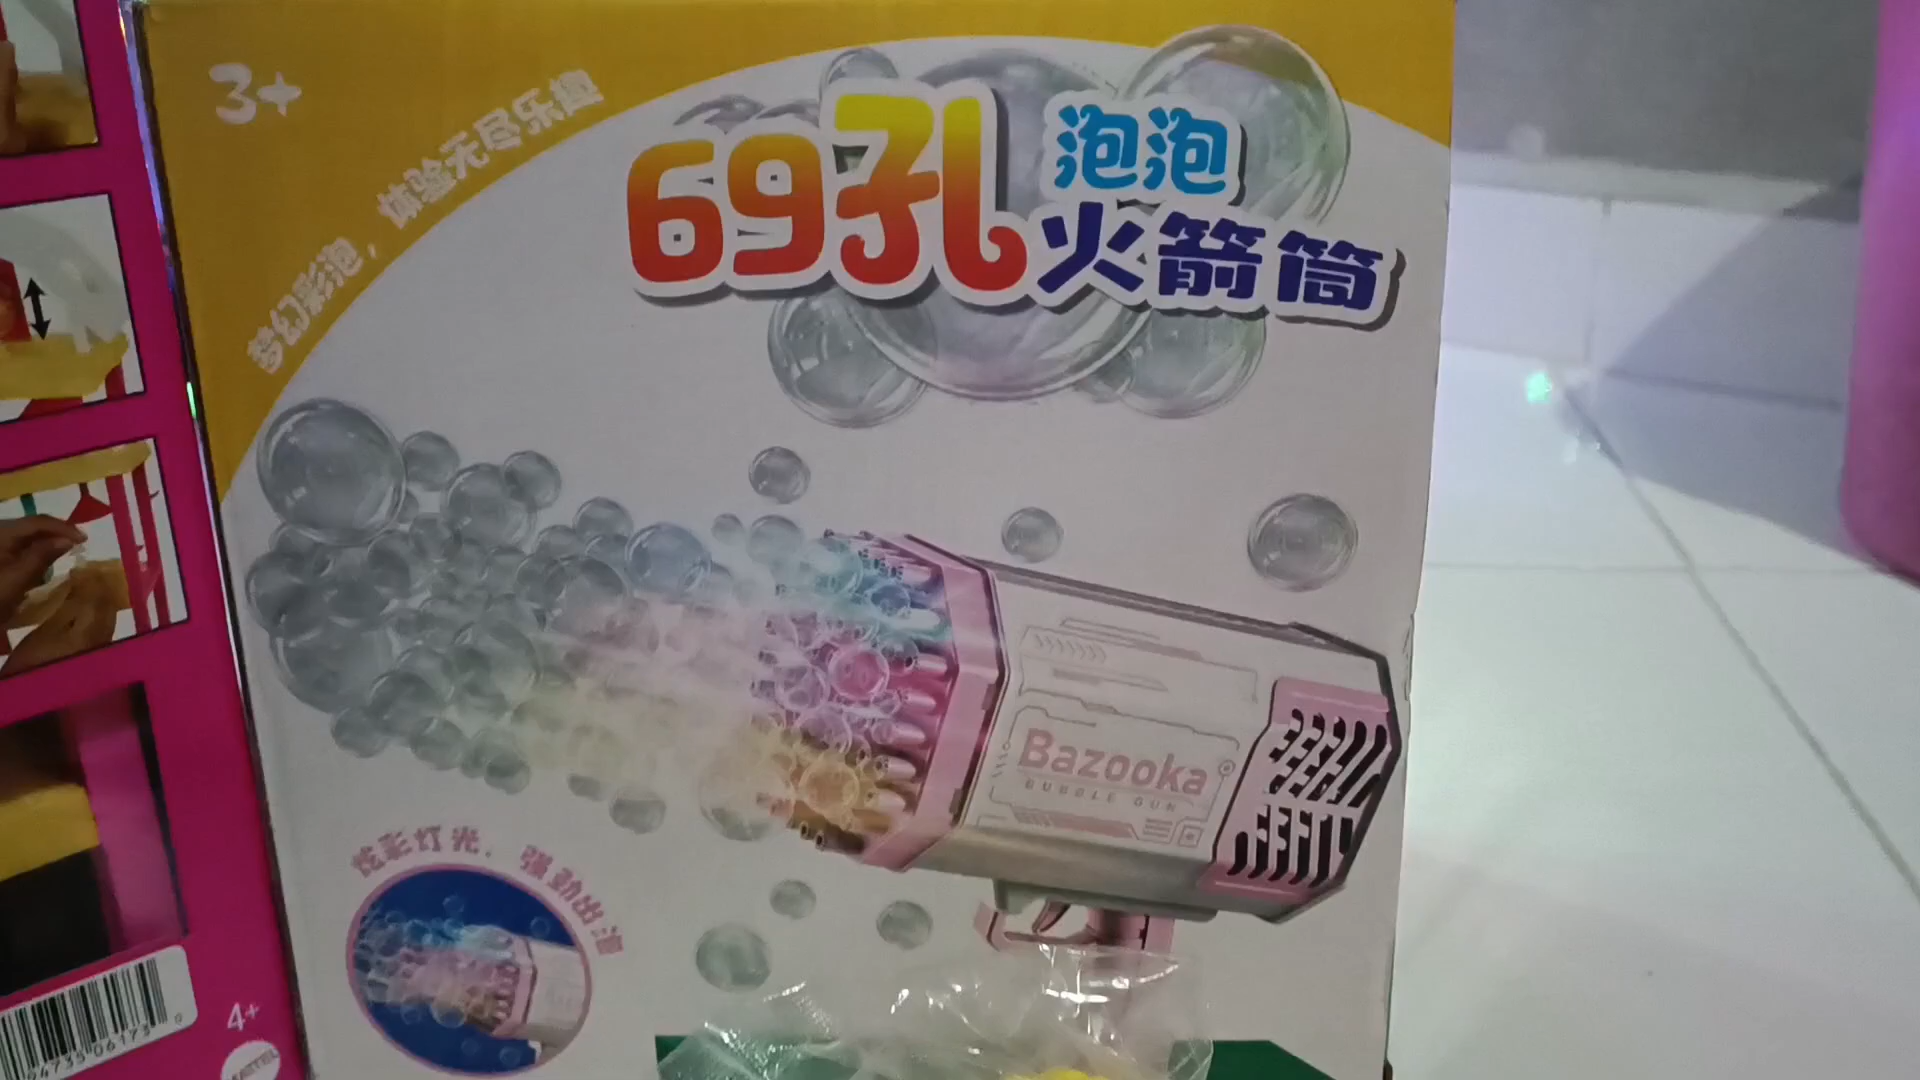 3+
梦幻彩泡，体验无尽乐趣
69孔泡泡
火箭筒
Bazooka
BUBBLE GUN
炫彩灯光，强劲出泡
4+
MATTEL